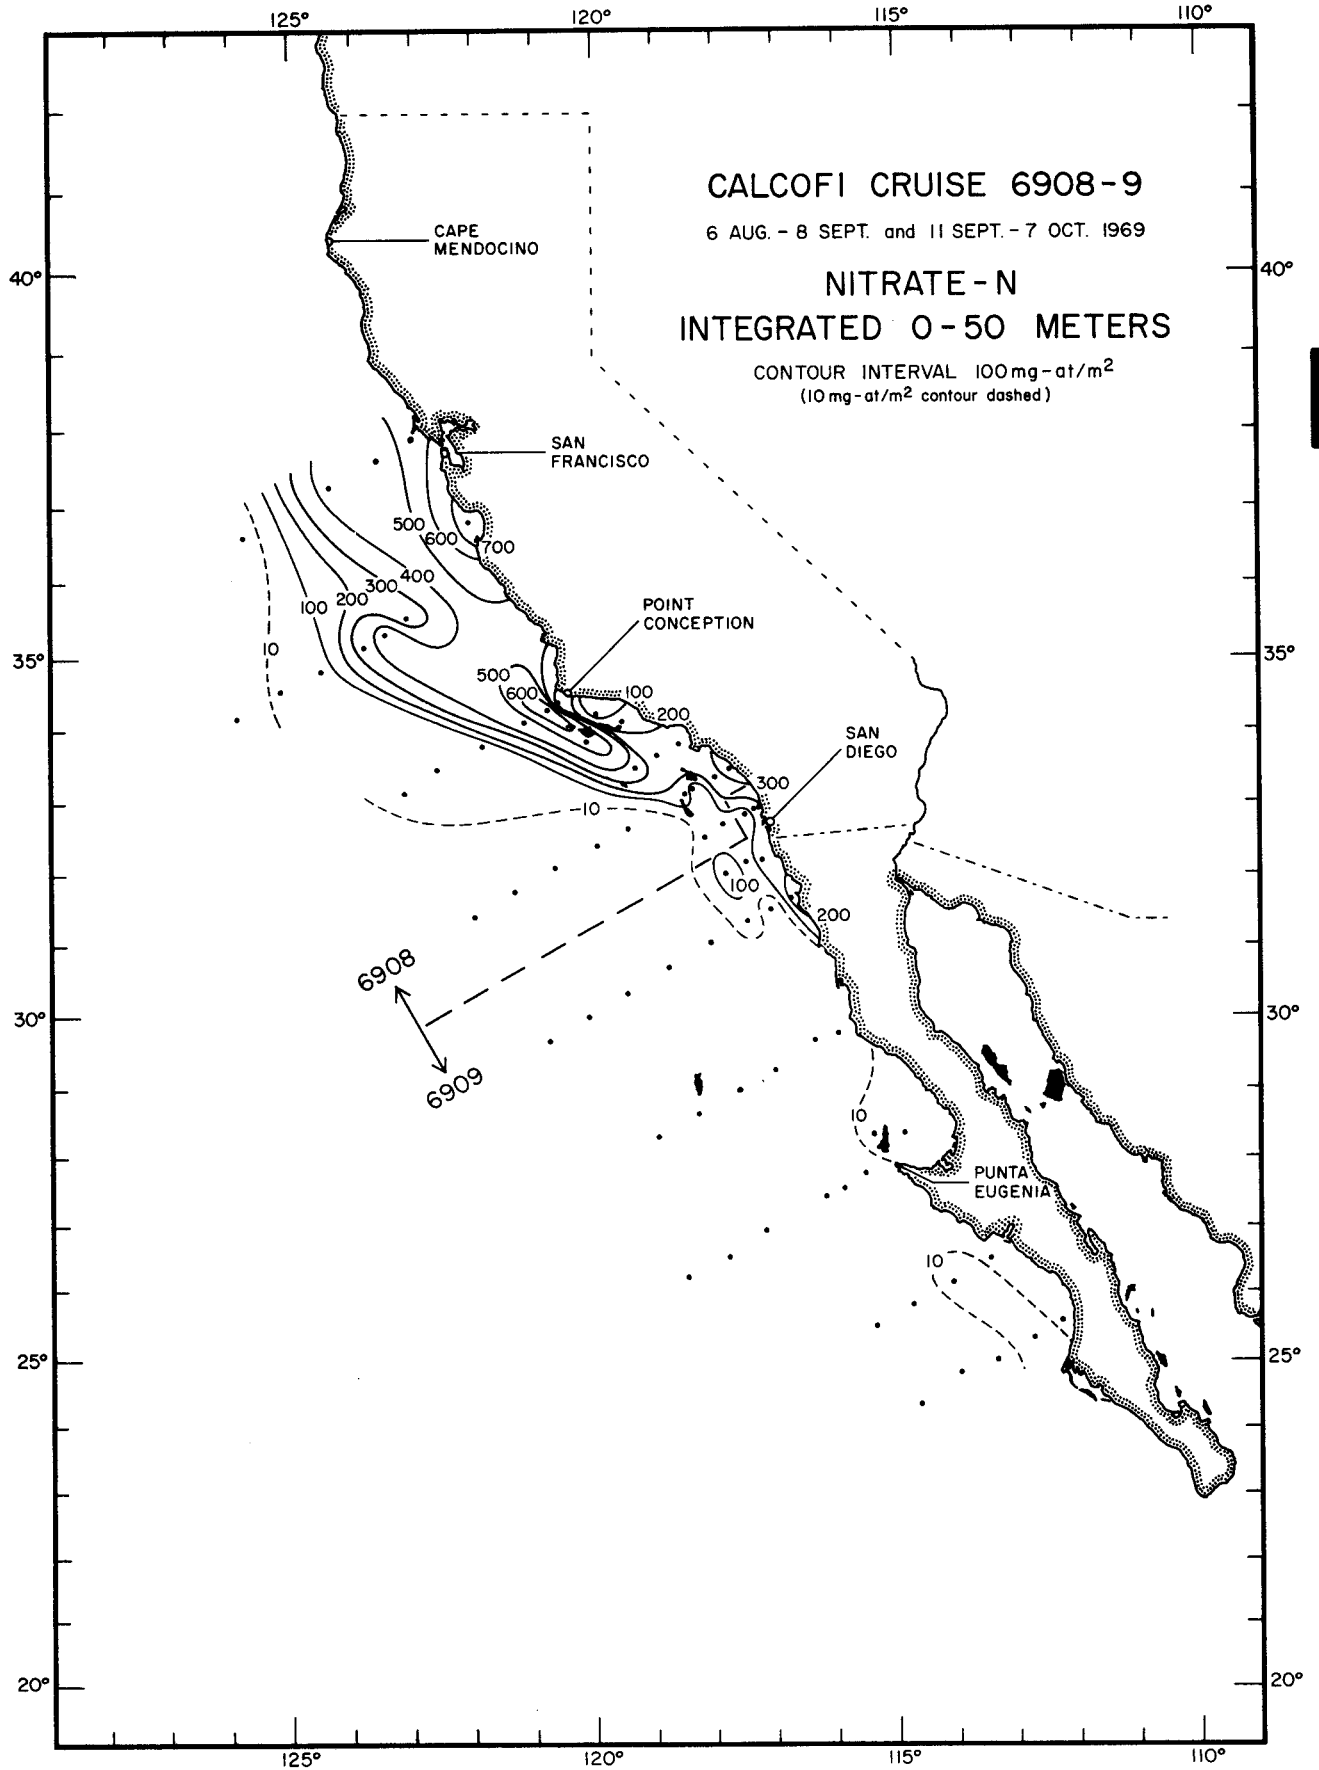 125° 120° 115° 110°
CALCOFI CRUISE 6908-9
6 AUG. - 8 SEPT. and 11 SEPT. - 7 OCT. 1969
NITRATE-N
INTEGRATED 0-50 METERS
CONTOUR INTERVAL 100 mg-at/m²
(10 mg-at/m² contour dashed)
CAPE
MENDOCINO
40° 40°
SAN
FRANCISCO
500
600
700
400
300
200
100
POINT
CONCEPTION
10
35° 35°
500
600
100
200
SAN
DIEGO
300
10
100
200
6908
30° 30°
6909
10
PUNTA
EUGENIA
10
25° 25°
20° 20°
125° 120° 115° 110°